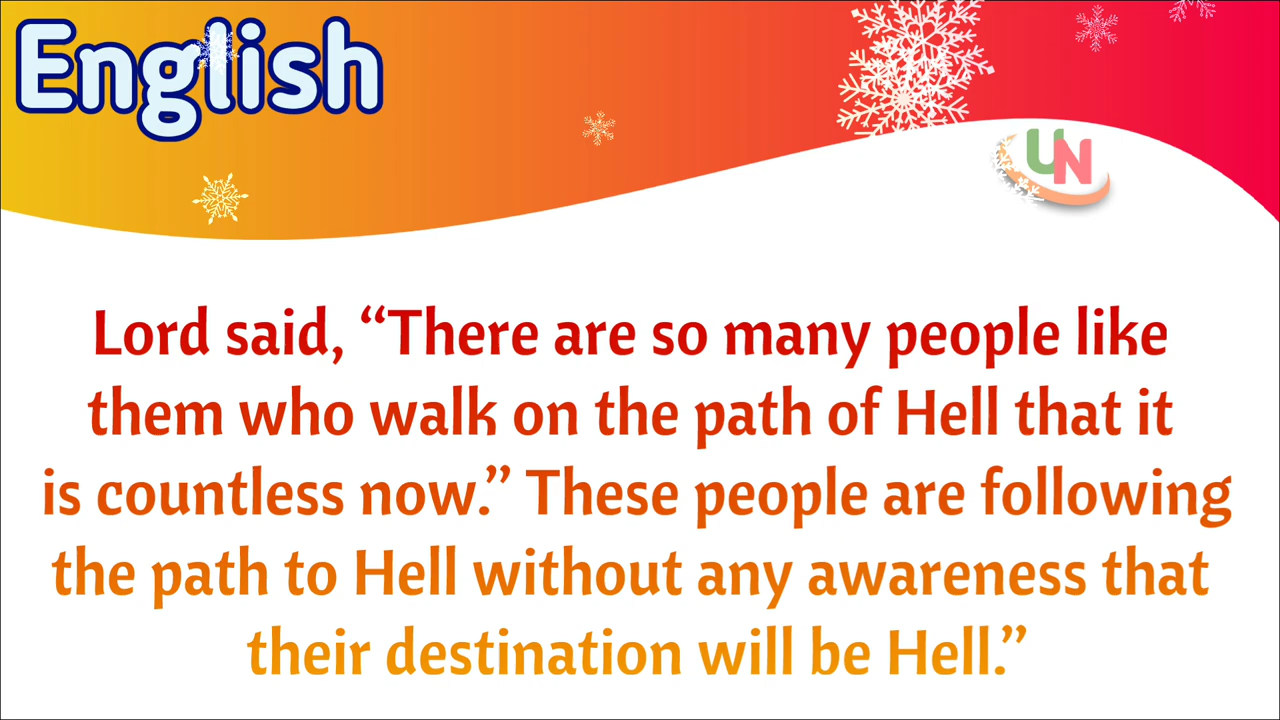 English
UN
Lord said, “There are so many people like
them who walk on the path of Hell that it
is countless now.” These people are following
the path to Hell without any awareness that
their destination will be Hell.”